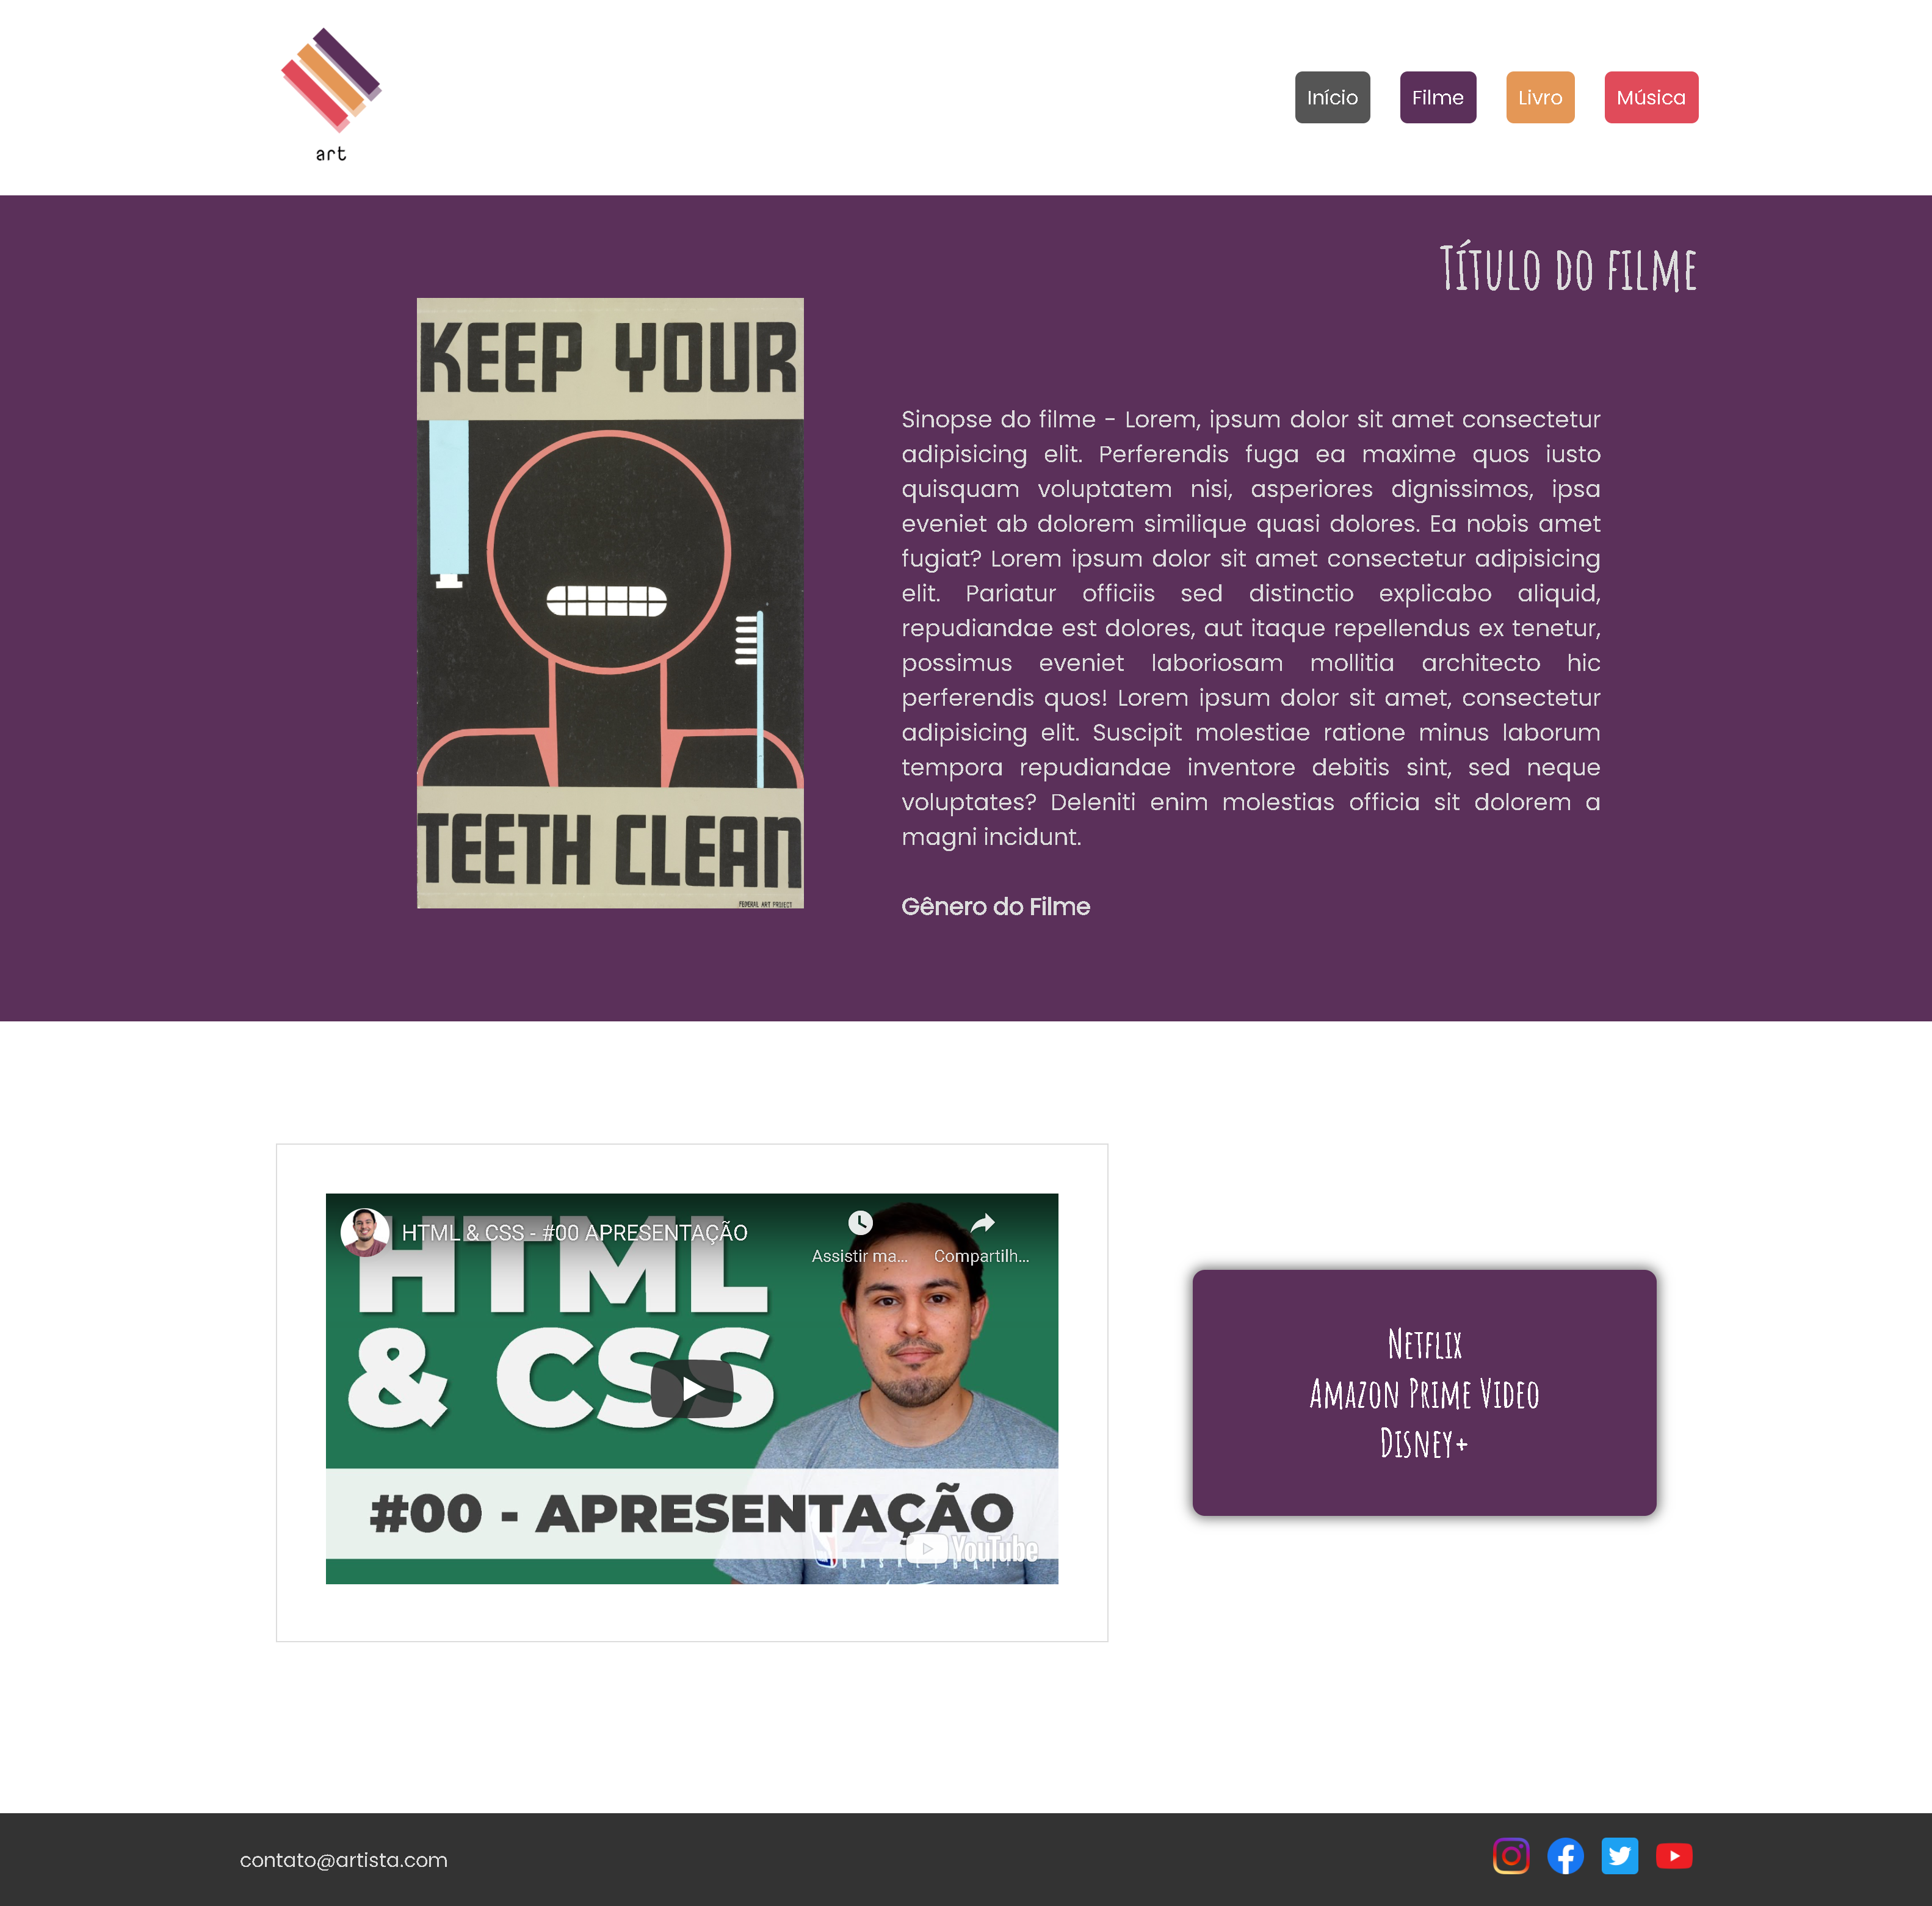 art
Início
Filme
Livro
Música
Título do filme
KEEP YOUR
TEETH CLEAN
FEDERAL ART PROJECT
Sinopse do filme - Lorem, ipsum dolor sit amet consectetur
adipisicing elit. Perferendis fuga ea maxime quos iusto
quisquam voluptatem nisi, asperiores dignissimos, ipsa
eveniet ab dolorem similique quasi dolores. Ea nobis amet
fugiat? Lorem ipsum dolor sit amet consectetur adipisicing
elit. Pariatur officiis sed distinctio explicabo aliquid,
repudiandae est dolores, aut itaque repellendus ex tenetur,
possimus eveniet laboriosam mollitia architecto hic
perferendis quos! Lorem ipsum dolor sit amet, consectetur
adipisicing elit. Suscipit molestiae ratione minus laborum
tempora repudiandae inventore debitis sint, sed neque
voluptates? Deleniti enim molestias officia sit dolorem a
magni incidunt.
Gênero do Filme
HTML & CSS - #00 APRESENTAÇÃO
Assistir ma...
Compartilh...
HTML
& CSS
#00 - APRESENTAÇÃO
YouTube
Netflix
Amazon Prime Video
Disney+
contato@artista.com